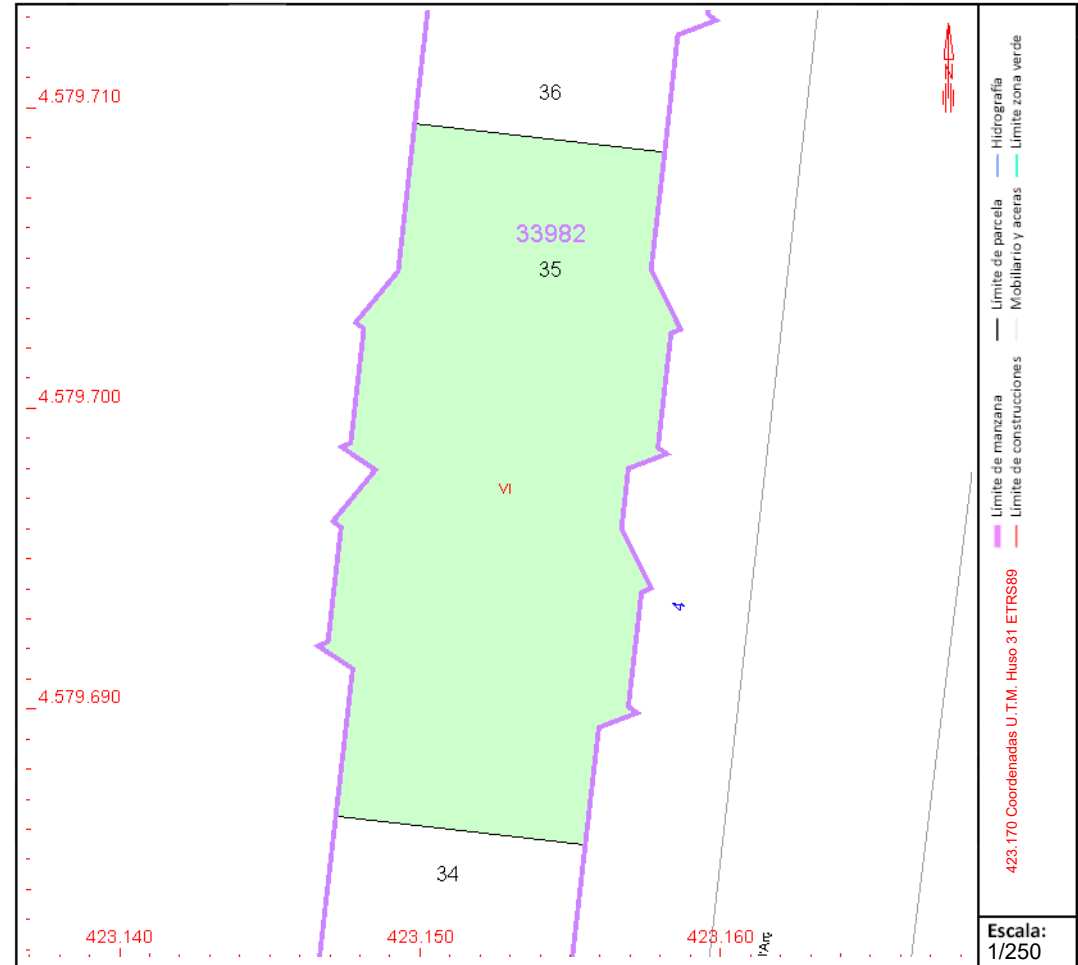 36
4.579.710
33982
35
4.579.700
VI
4
4.579.690
34
423.140
423.150
423.160
l'Arç
N
Hidrografía
Límite zona verde
Límite de parcela
Mobiliario y aceras
Límite de manzana
Límite de construcciones
423.170 Coordenadas U.T.M. Huso 31 ETRS89
Escala:
1/250